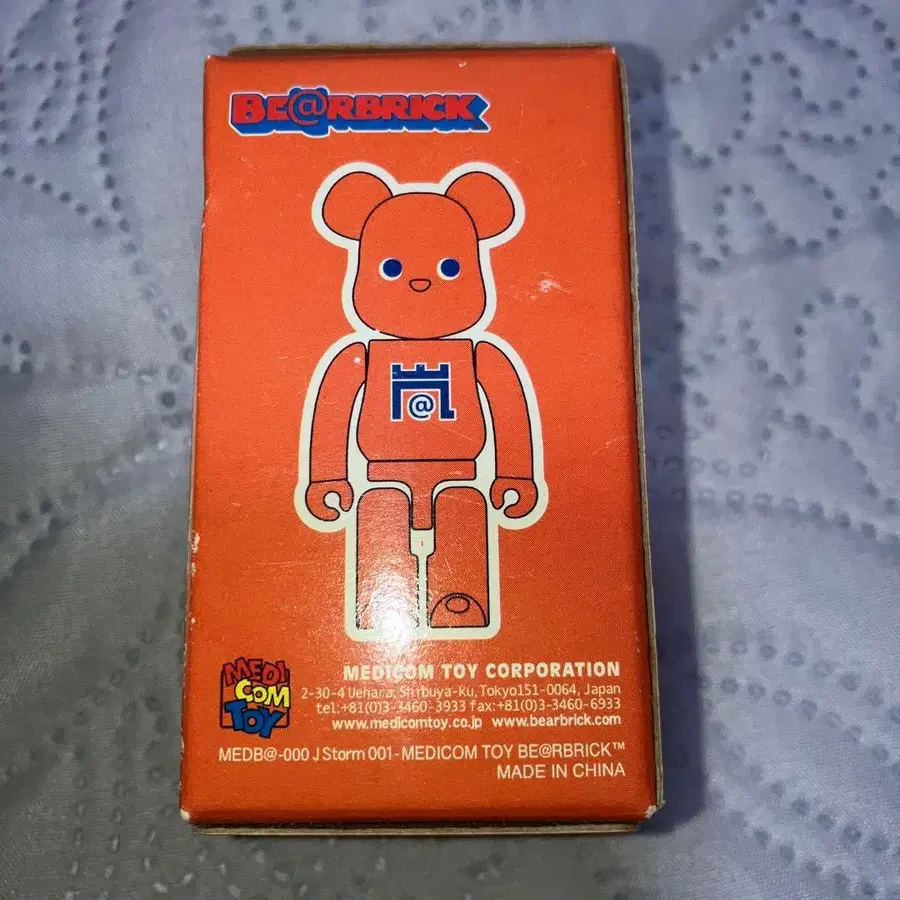 BE@RBRICK
@
MEDI
COM
TOY
MEDICOM TOY CORPORATION
2-30-4 Uehara, Shibuya-Ku, Tokyo151-0064, Japan
tel:+81(0)3-3460-3933 fax:+81(0)3-3460-6933
www.medicomtoy.co.jp www.bearbrick.com
MEDB@-000 J Storm 001- MEDICOM TOY BE@RBRICK™
MADE IN CHINA